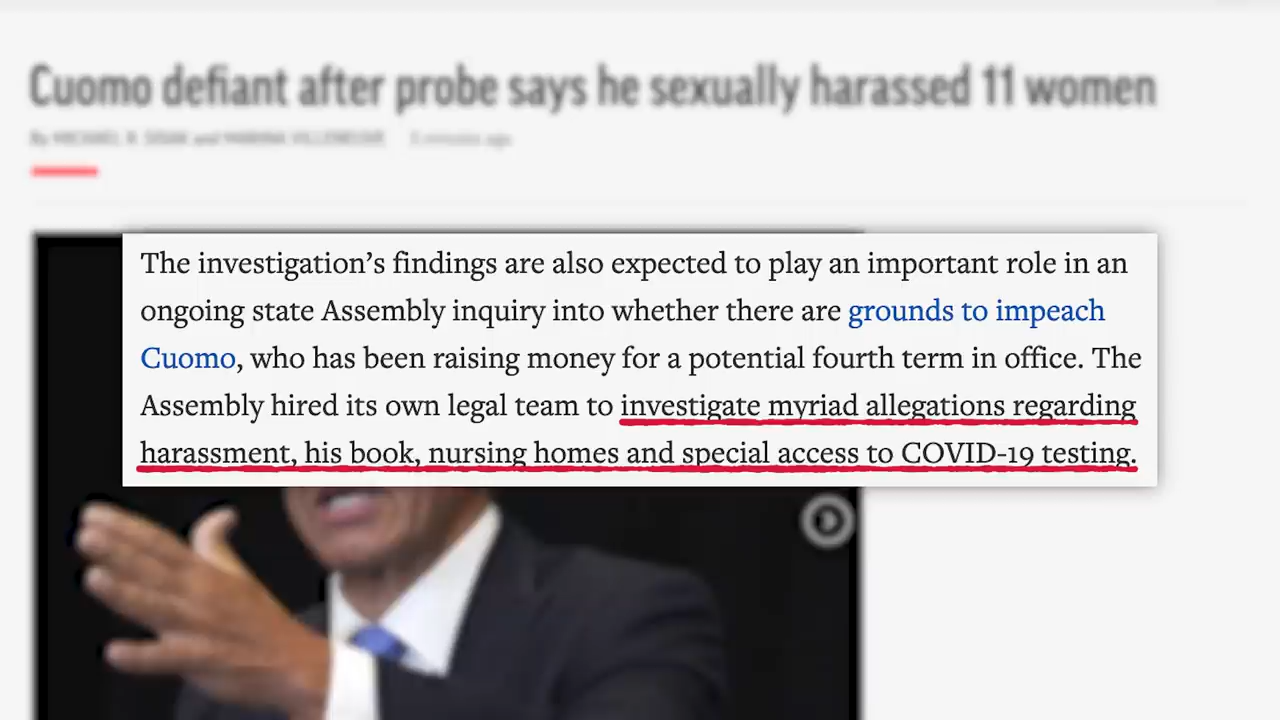 Cuomo defiant after probe says he sexually harassed 11 women
The investigation’s findings are also expected to play an important role in an
ongoing state Assembly inquiry into whether there are grounds to impeach
Cuomo, who has been raising money for a potential fourth term in office. The
Assembly hired its own legal team to investigate myriad allegations regarding
harassment, his book, nursing homes and special access to COVID-19 testing.